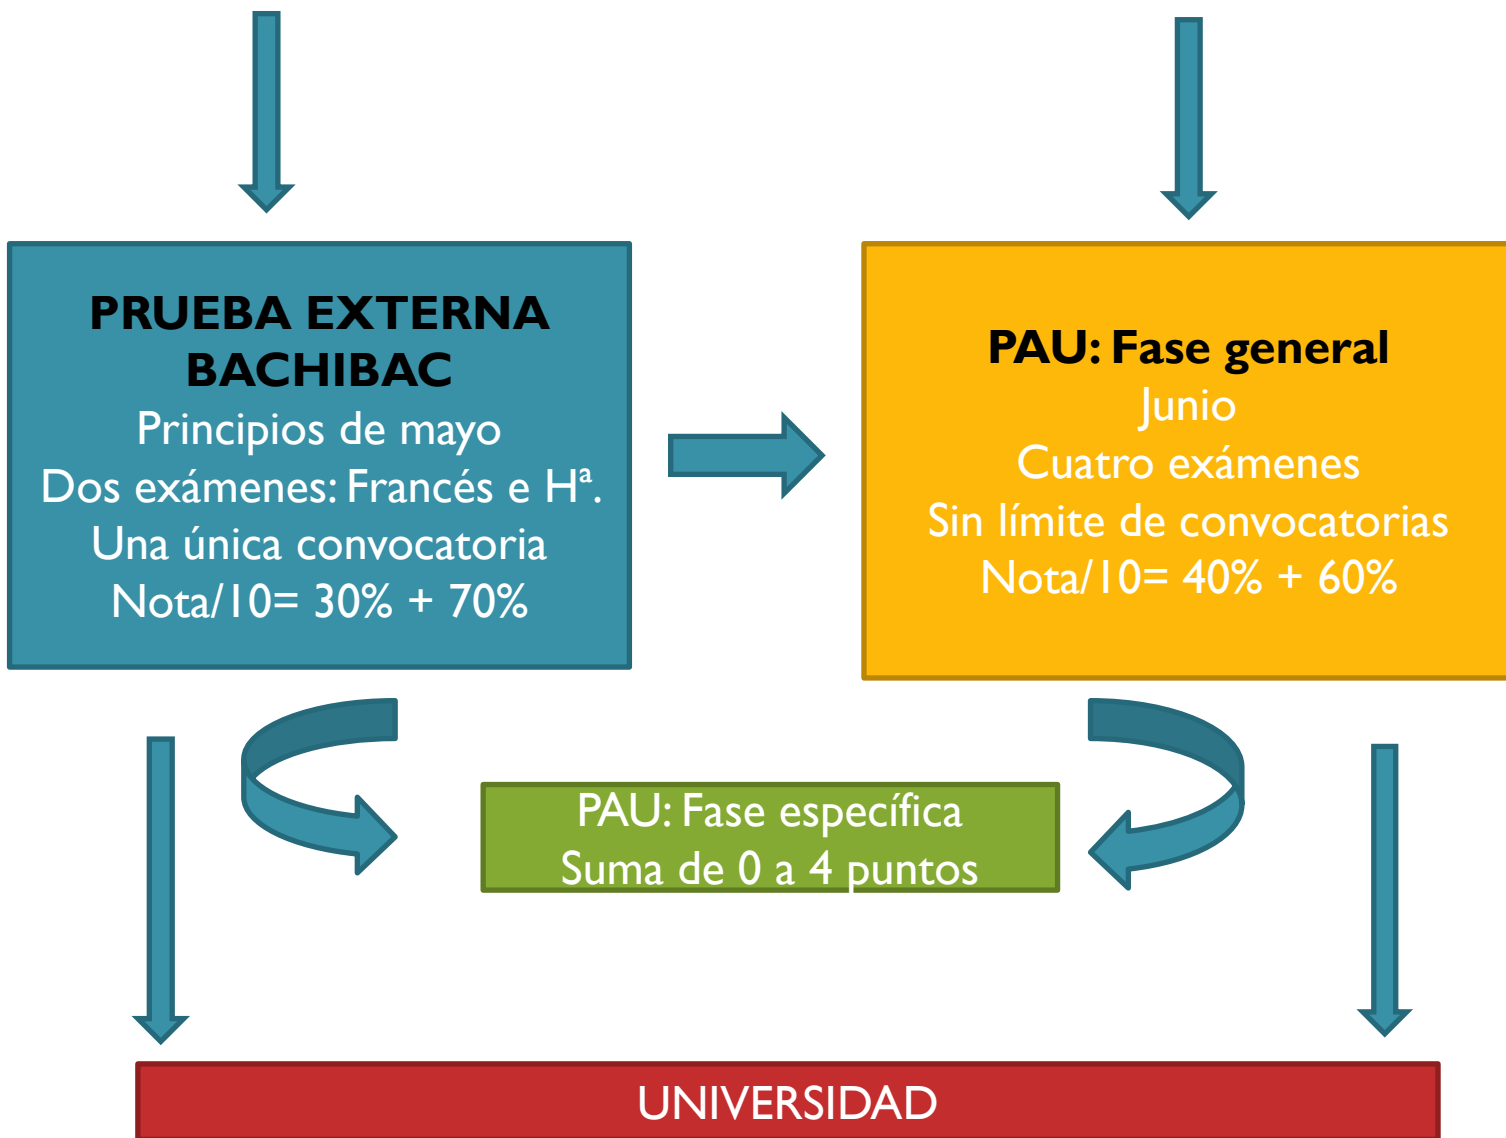 PRUEBA EXTERNA
BACHIBAC
Principios de mayo
Dos exámenes: Francés e Hª.
Una única convocatoria
Nota/10= 30% + 70%
PAU: Fase general
Junio
Cuatro exámenes
Sin límite de convocatorias
Nota/10= 40% + 60%
PAU: Fase específica
Suma de 0 a 4 puntos
UNIVERSIDAD